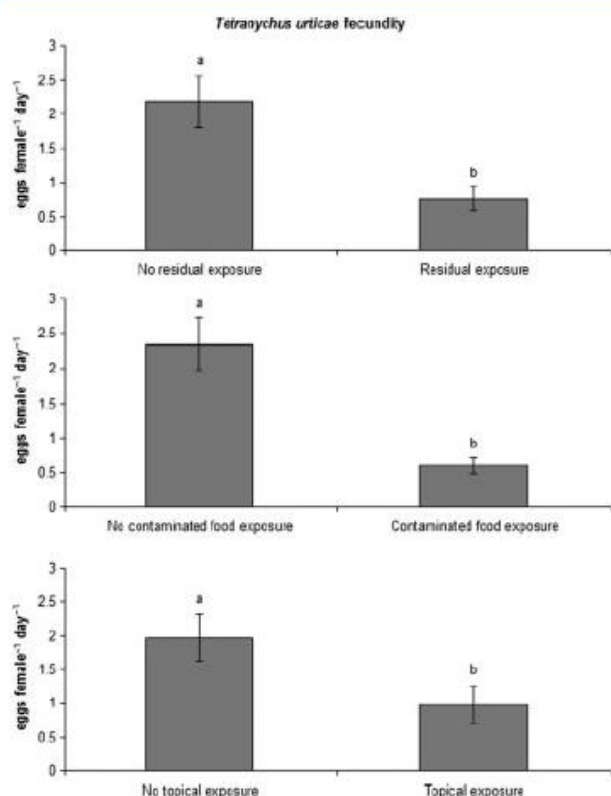 Tetranychus urticae fecundity
eggs female⁻¹ day⁻¹
3
2.5
2
1.5
1
0.5
0
a
b
No residual exposure Residual exposure
eggs female⁻¹ day⁻¹
3
2.5
2
1.5
1
0.5
0
a
b
No contaminated food exposure Contaminated food exposure
eggs female⁻¹ day⁻¹
3
2.5
2
1.5
1
0.5
0
a
b
No topical exposure Topical exposure